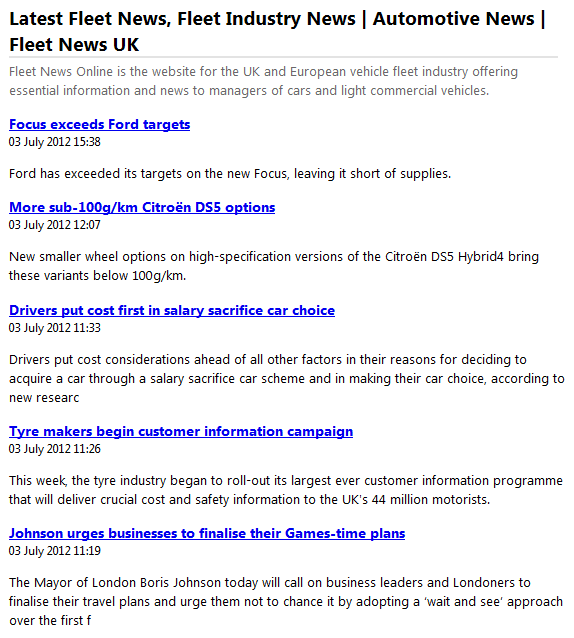 Latest Fleet News, Fleet Industry News | Automotive News |
Fleet News UK
Fleet News Online is the website for the UK and European vehicle fleet industry offering
essential information and news to managers of cars and light commercial vehicles.
Focus exceeds Ford targets
03 July 2012 15:38
Ford has exceeded its targets on the new Focus, leaving it short of supplies.
More sub-100g/km Citroën DS5 options
03 July 2012 12:07
New smaller wheel options on high-specification versions of the Citroën DS5 Hybrid4 bring
these variants below 100g/km.
Drivers put cost first in salary sacrifice car choice
03 July 2012 11:33
Drivers put cost considerations ahead of all other factors in their reasons for deciding to
acquire a car through a salary sacrifice car scheme and in making their car choice, according to
new researc
Tyre makers begin customer information campaign
03 July 2012 11:26
This week, the tyre industry began to roll-out its largest ever customer information programme
that will deliver crucial cost and safety information to the UK's 44 million motorists.
Johnson urges businesses to finalise their Games-time plans
03 July 2012 11:19
The Mayor of London Boris Johnson today will call on business leaders and Londoners to
finalise their travel plans and urge them not to chance it by adopting a ‘wait and see’ approach
over the first f